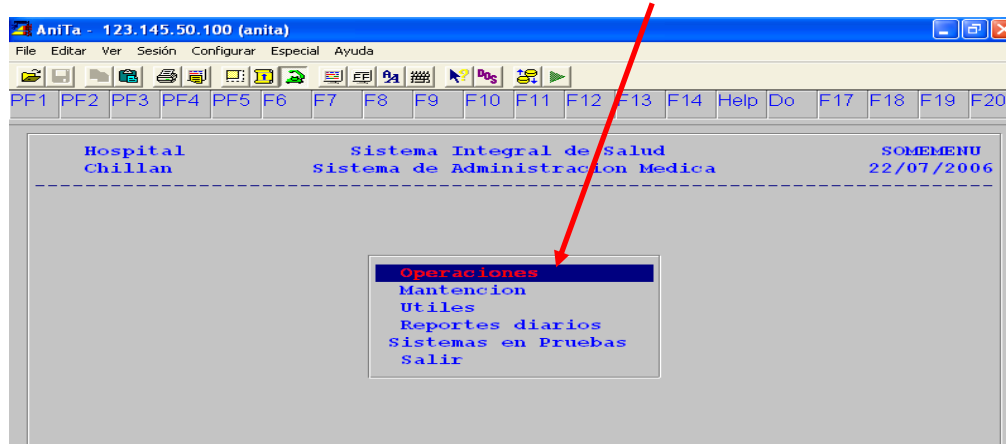 AniTa - 123.145.50.100 (anita)
File Editar Ver Sesión Configurar Especial Ayuda
DOS
PF1 PF2 PF3 PF4 PF5 F6 F7 F8 F9 F10 F11 F12 F13 F14 Help Do F17 F18 F19 F20
Hospital Sistema Integral de Salud SOMEMENU
Chillan Sistema de Administracion Medica 22/07/2006
Operaciones
Mantencion
Utiles
Reportes diarios
Sistemas en Pruebas
Salir